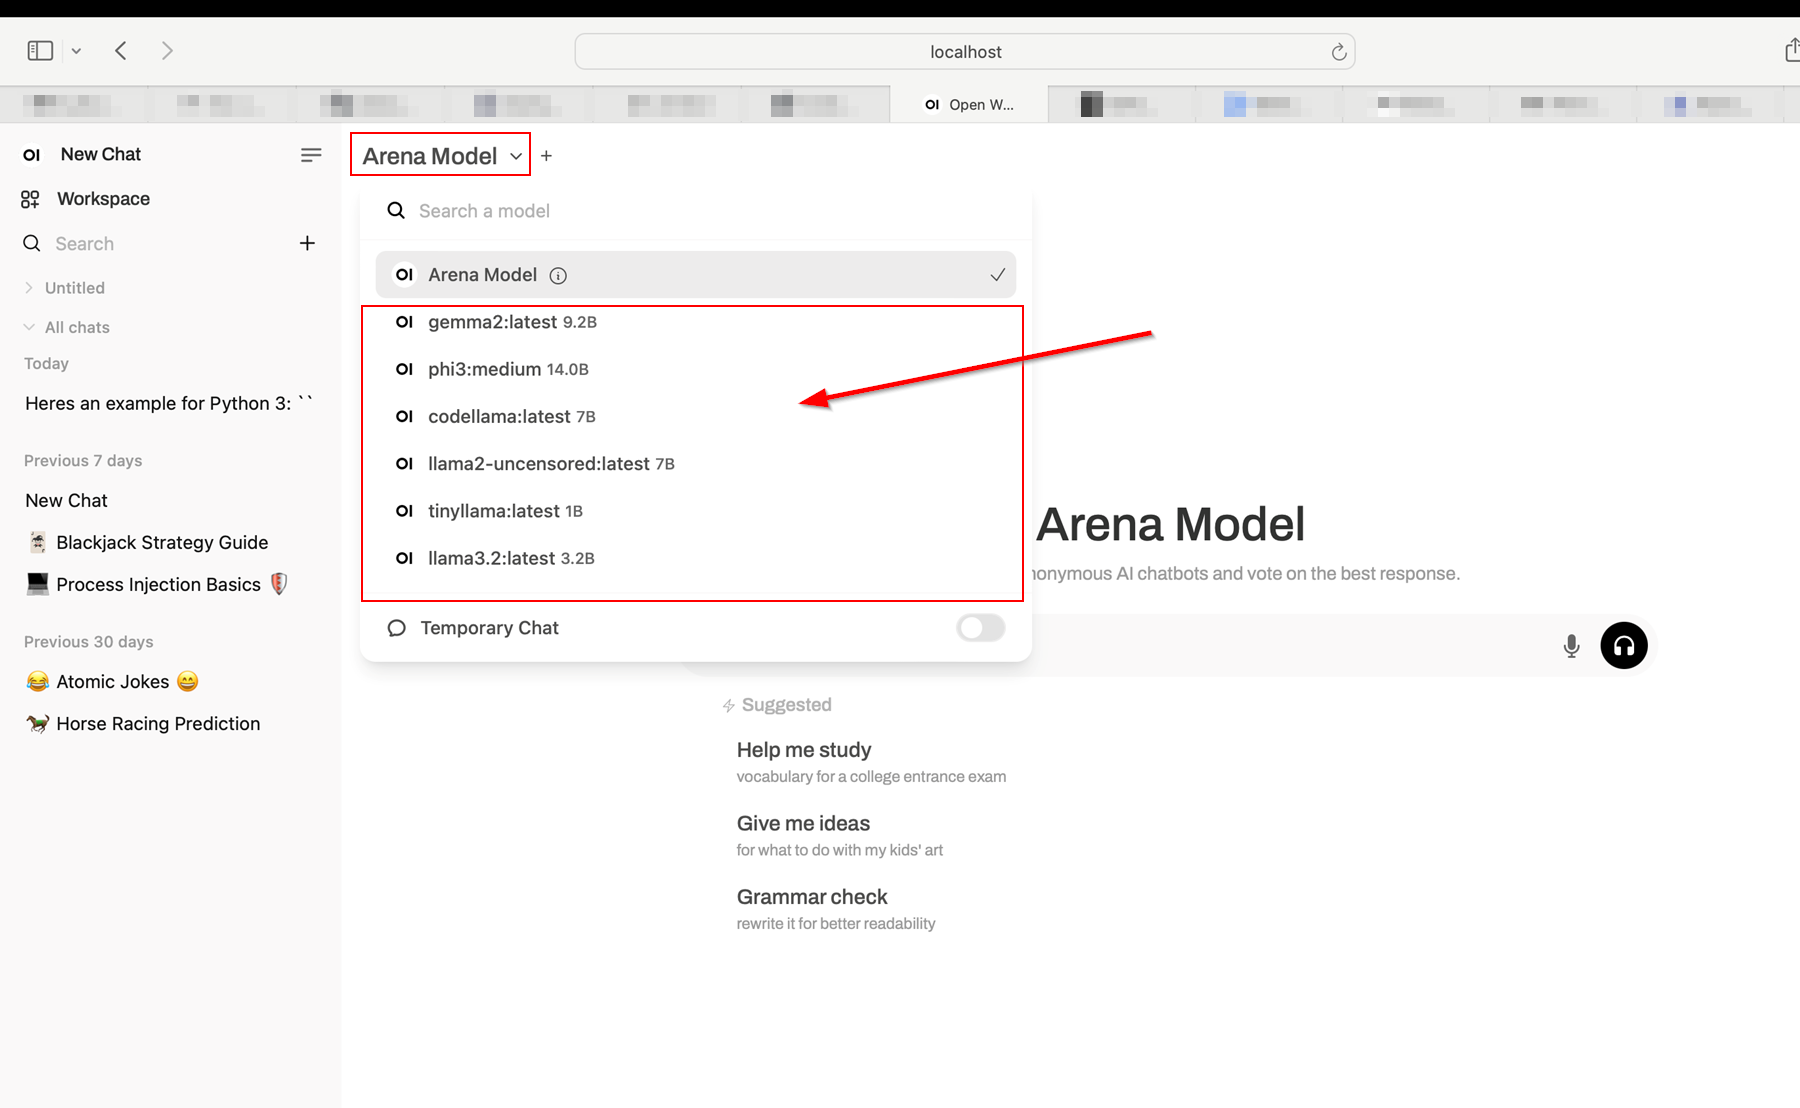 localhost
OI Open W...
OI New Chat
Workspace
Search
Untitled
All chats
Today
Heres an example for Python 3: ``
Previous 7 days
New Chat
Blackjack Strategy Guide
Process Injection Basics
Previous 30 days
Atomic Jokes
Horse Racing Prediction
Arena Model
Search a model
OI Arena Model
OI gemma2:latest 9.2B
OI phi3:medium 14.0B
OI codellama:latest 7B
OI llama2-uncensored:latest 7B
OI tinyllama:latest 1B
OI llama3.2:latest 3.2B
Temporary Chat
Arena Model
AI chatbots and vote on the best response.
Suggested
Help me study
vocabulary for a college entrance exam
Give me ideas
for what to do with my kids' art
Grammar check
rewrite it for better readability